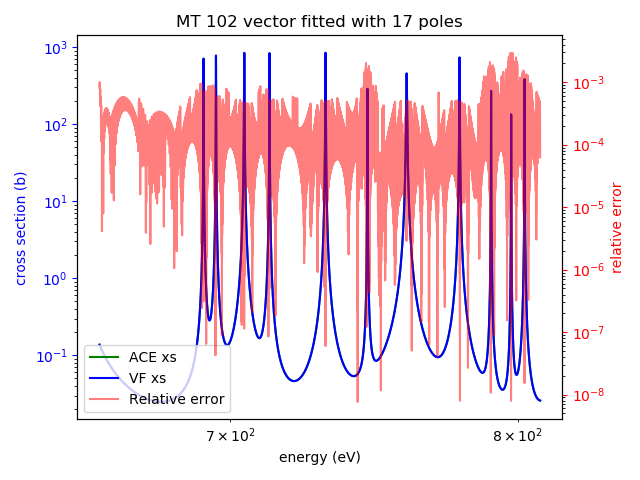 MT 102 vector fitted with 17 poles
cross section (b)
10³
10²
10¹
10⁰
10⁻¹
10⁻³
10⁻⁴
10⁻⁵
10⁻⁶
10⁻⁷
10⁻⁸
relative error
ACE xs
VF xs
Relative error
7 × 10²
8 × 10²
energy (eV)